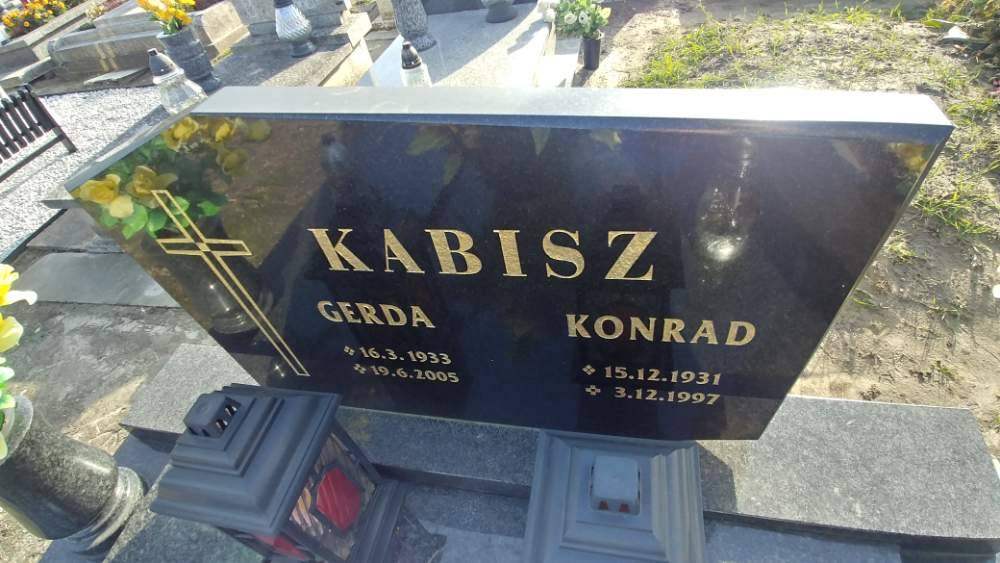 KABISZ
GERDA
16.3.1933
19.6.2005
KONRAD
15.12.1931
3.12.1997